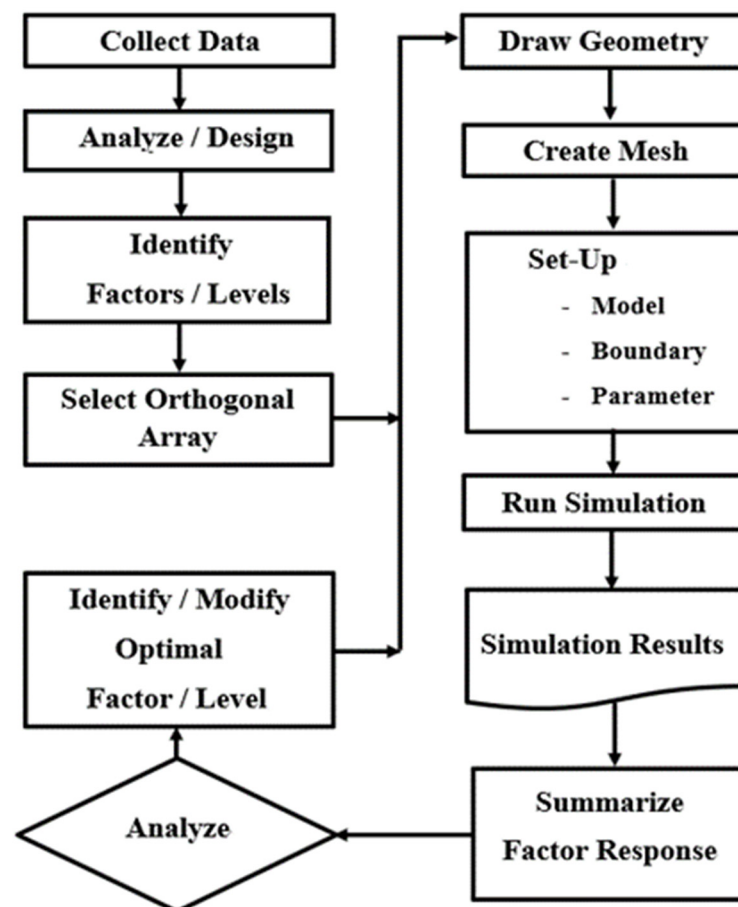 Collect Data
Analyze / Design
Identify
Factors / Levels
Select Orthogonal
Array
Identify / Modify
Optimal
Factor / Level
Analyze
Draw Geometry
Create Mesh
Set-Up
- Model
- Boundary
- Parameter
Run Simulation
Simulation Results
Summarize
Factor Response